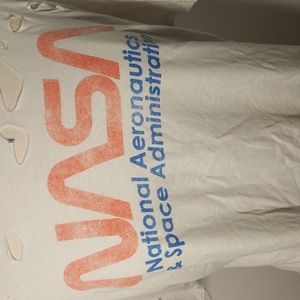 NASA
National Aeronautics
& Space Administration